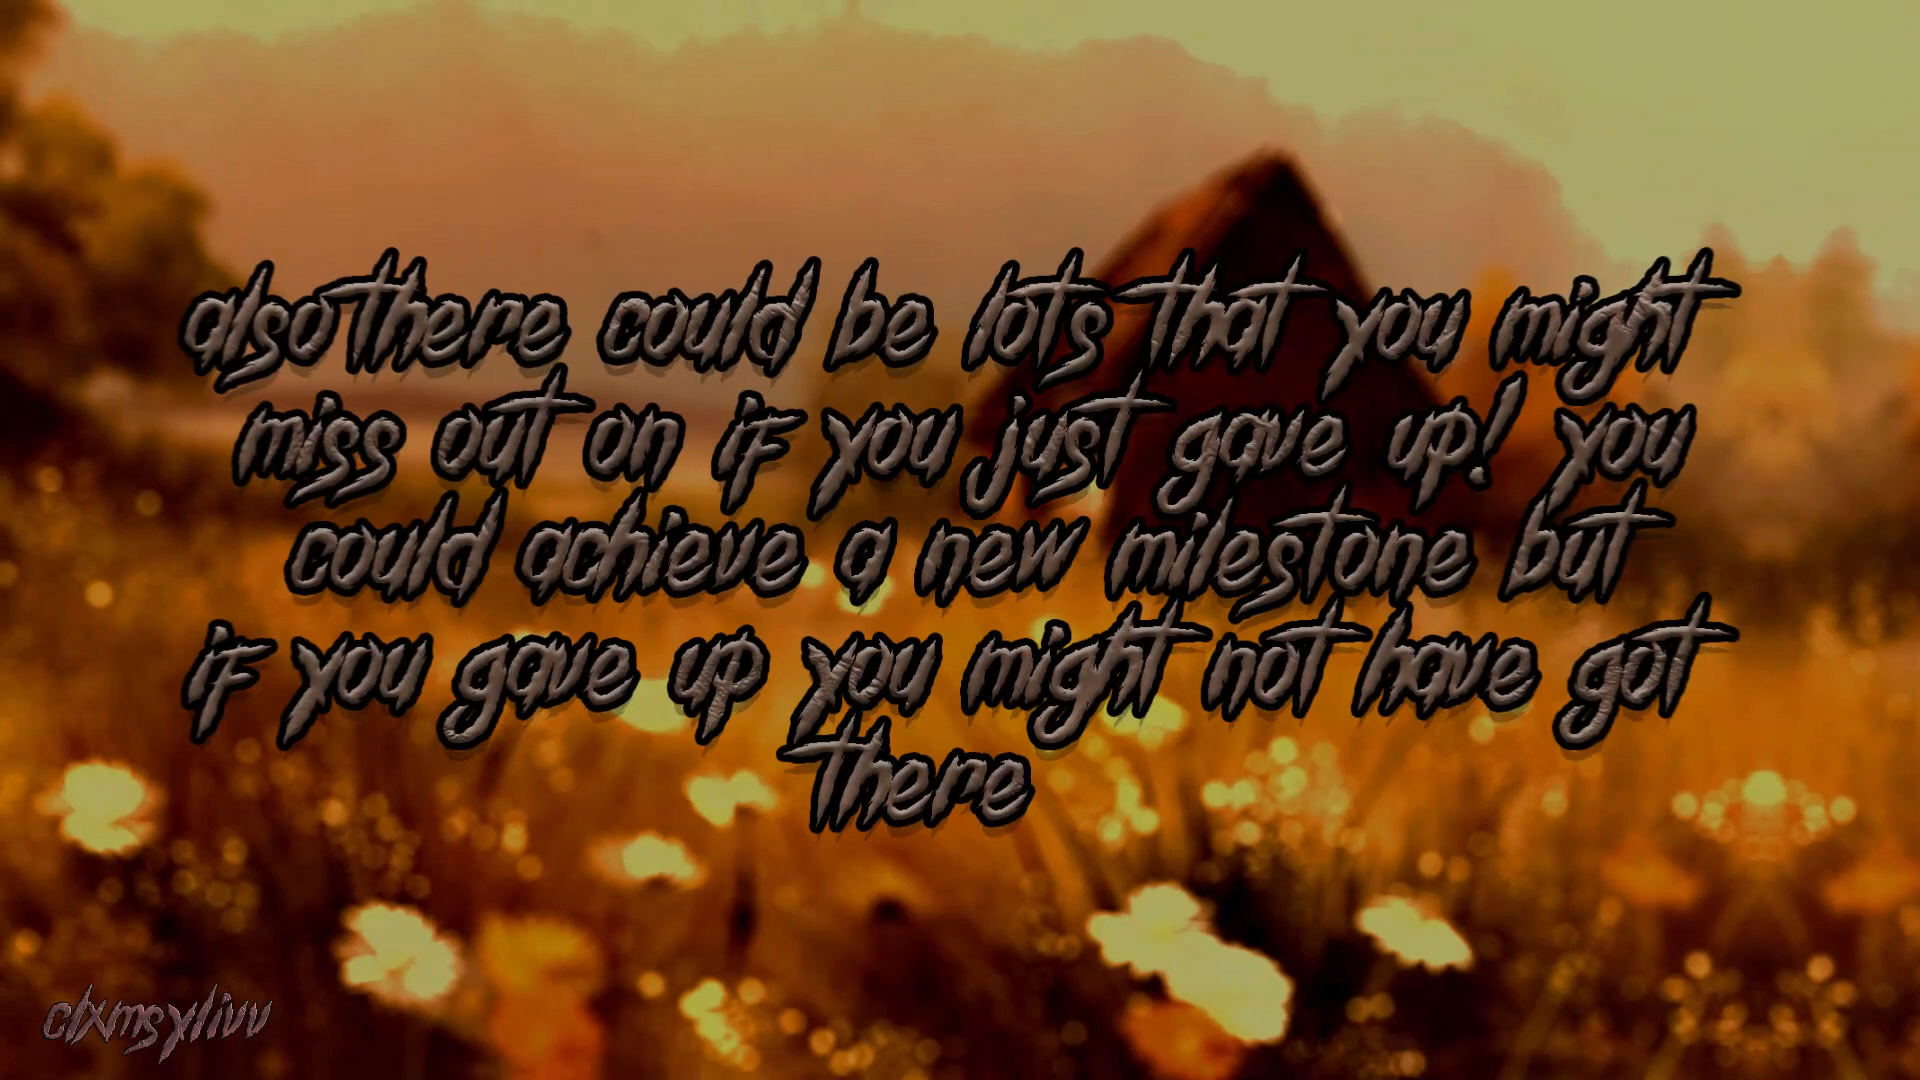 also there could be lots that you might
miss out on if you just gave up! you
could achieve a new milestone but
if you gave up you might not have got
there
clxmsylivv